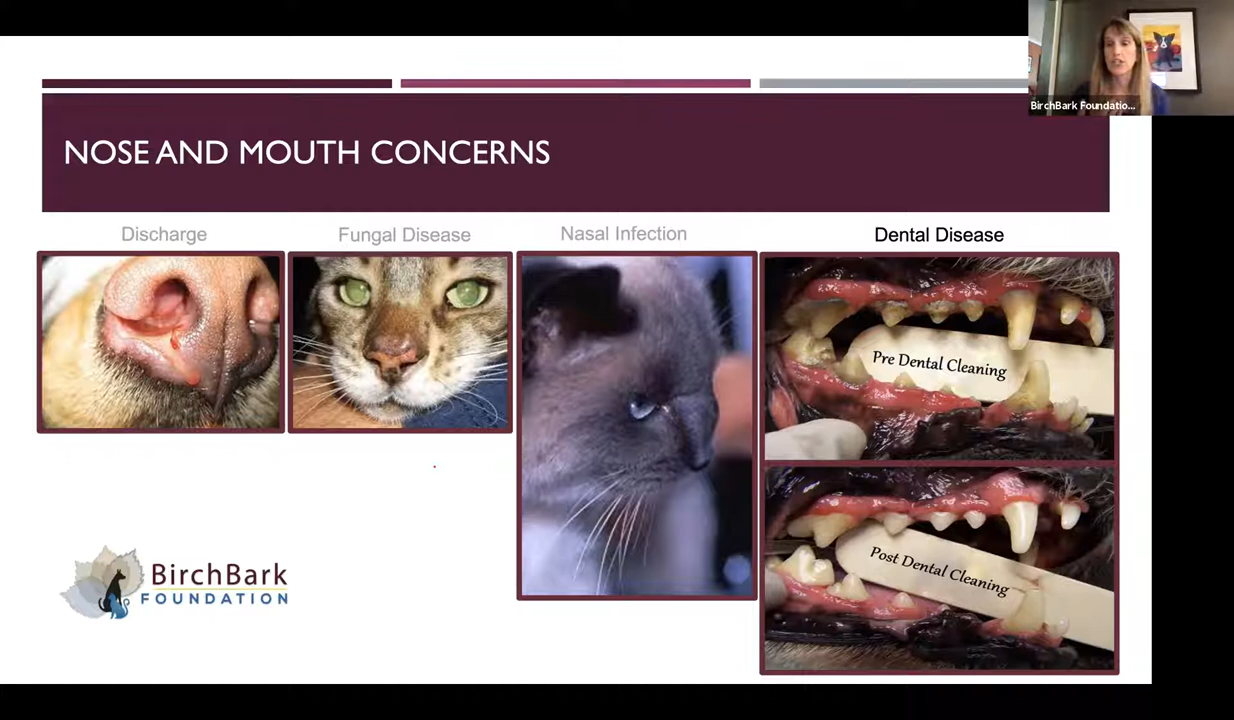 BirchBark Foundatio...
NOSE AND MOUTH CONCERNS
Discharge
Fungal Disease
Nasal Infection
Dental Disease
Pre Dental Cleaning
Post Dental Cleaning
BirchBark
FOUNDATION